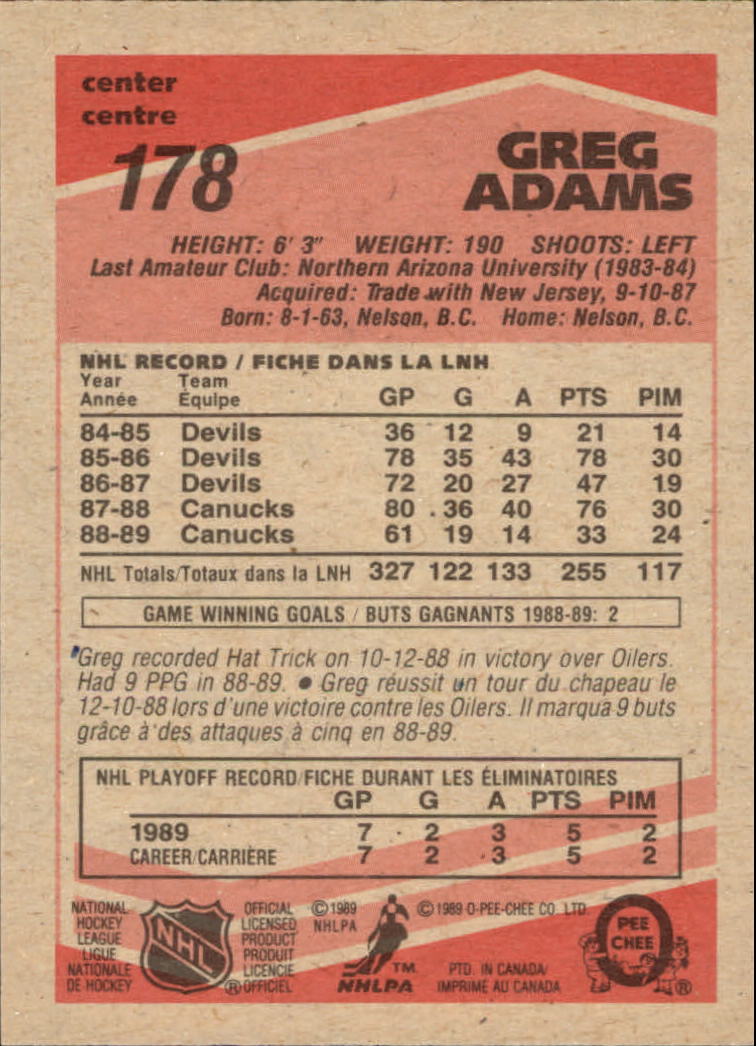 center
centre
178
GREG
ADAMS
HEIGHT: 6' 3" WEIGHT: 190 SHOOTS: LEFT
Last Amateur Club: Northern Arizona University (1983-84)
Acquired: Trade with New Jersey, 9-10-87
Born: 8-1-63, Nelson, B.C. Home: Nelson, B.C.
NHL RECORD / FICHE DANS LA LNH
Year Team
Année Équipe GP G A PTS PIM
84-85 Devils 36 12 9 21 14
85-86 Devils 78 35 43 78 30
86-87 Devils 72 20 27 47 19
87-88 Canucks 80 36 40 76 30
88-89 Canucks 61 19 14 33 24
NHL Totals/Totaux dans la LNH 327 122 133 255 117
GAME WINNING GOALS / BUTS GAGNANTS 1988-89: 2
Greg recorded Hat Trick on 10-12-88 in victory over Oilers.
Had 9 PPG in 88-89. ● Greg réussit un tour du chapeau le
12-10-88 lors d'une victoire contre les Oilers. Il marqua 9 buts
grâce à des attaques à cinq en 88-89.
NHL PLAYOFF RECORD/FICHE DURANT LES ÉLIMINATOIRES
GP G A PTS PIM
1989 7 2 3 5 2
CAREER/CARRIÈRE 7 2 3 5 2
NATIONAL
HOCKEY
LEAGUE
LIGUE
NATIONALE
DE HOCKEY
NHL
®
OFFICIAL
LICENSED
PRODUCT
PRODUIT
LICENCIE
OFFICIEL
© 1989
NHLPA
TM
NHLPA
© 1989 O-PEE-CHEE CO. LTD.
PTD. IN CANADA/
IMPRIMÉ AU CANADA
O
PEE
CHEE
®